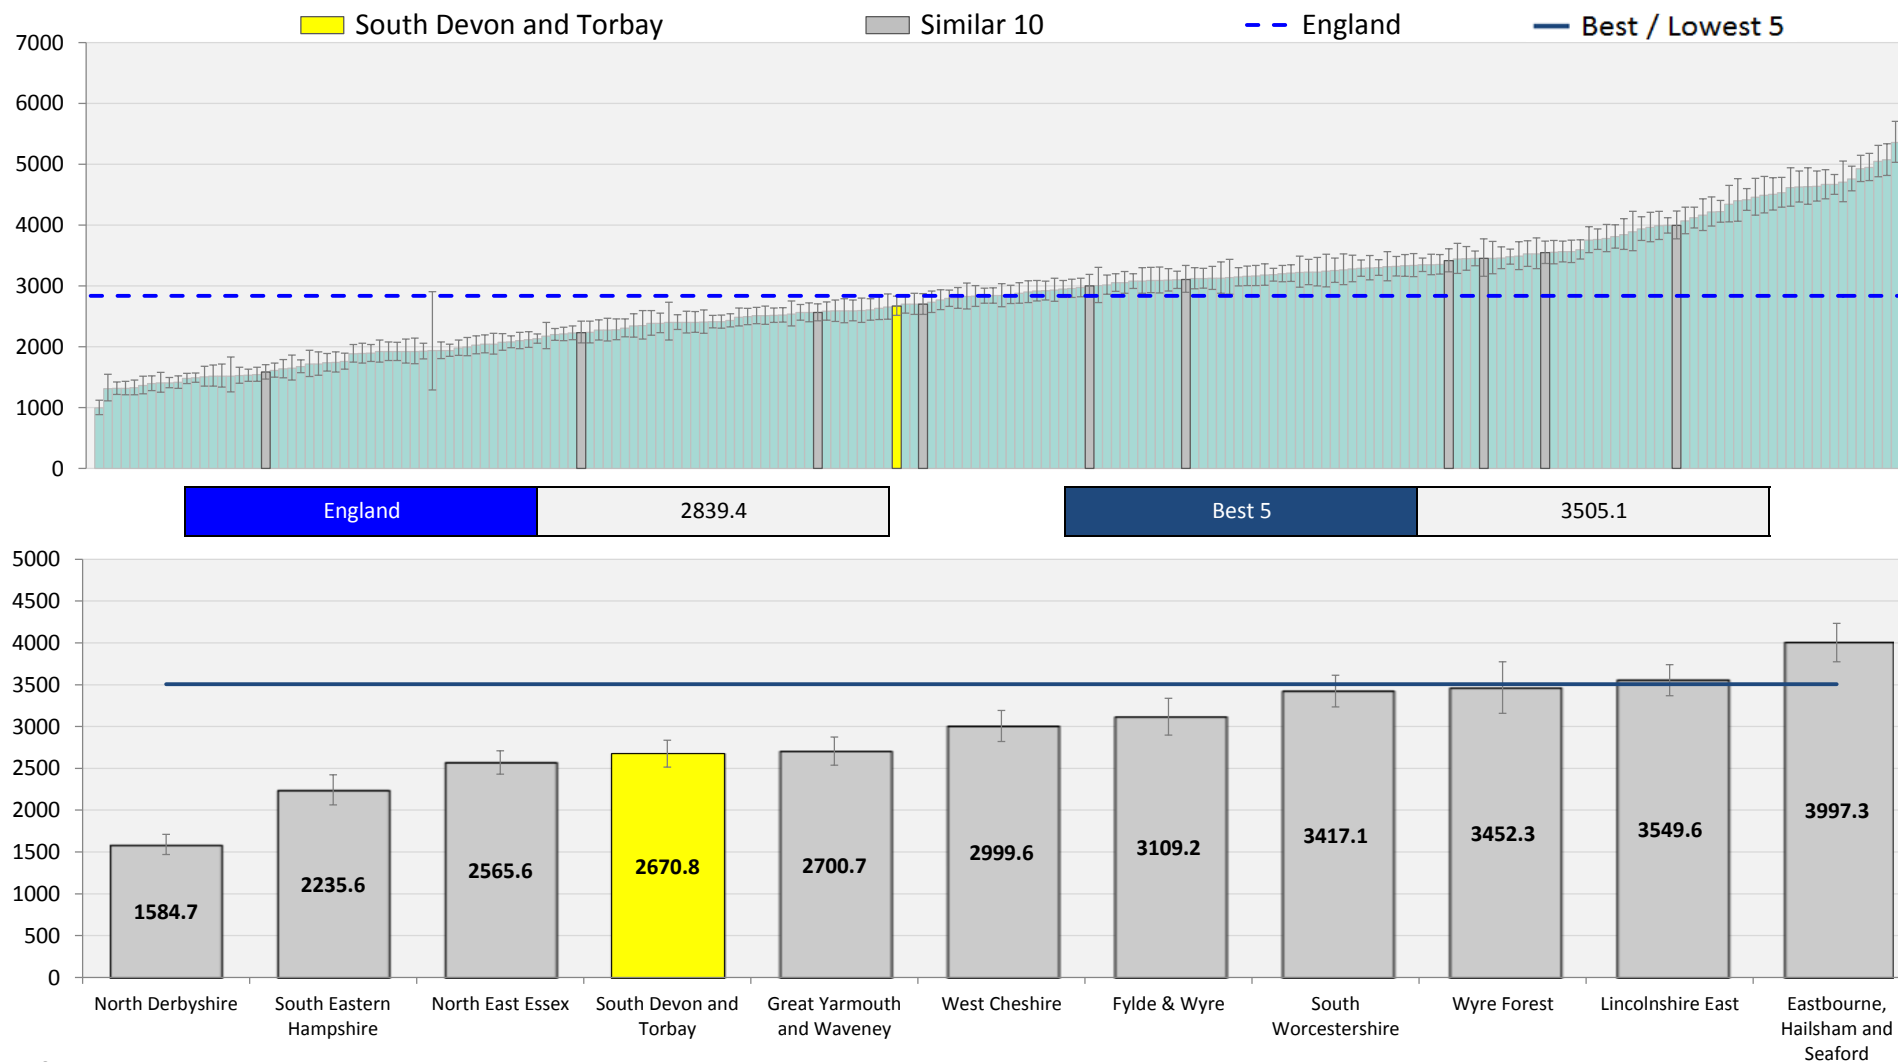 South Devon and Torbay
Similar 10
England
Best / Lowest 5
7000
6000
5000
4000
3000
2000
1000
0
England 2839.4
Best 5 3505.1
5000
4500
4000
3500
3000
2500
2000
1500
1000
500
0
1584.7
2235.6
2565.6
2670.8
2700.7
2999.6
3109.2
3417.1
3452.3
3549.6
3997.3
North Derbyshire
South Eastern
Hampshire
North East Essex
South Devon and
Torbay
Great Yarmouth
and Waveney
West Cheshire
Fylde & Wyre
South
Worcestershire
Wyre Forest
Lincolnshire East
Eastbourne,
Hailsham and
Seaford